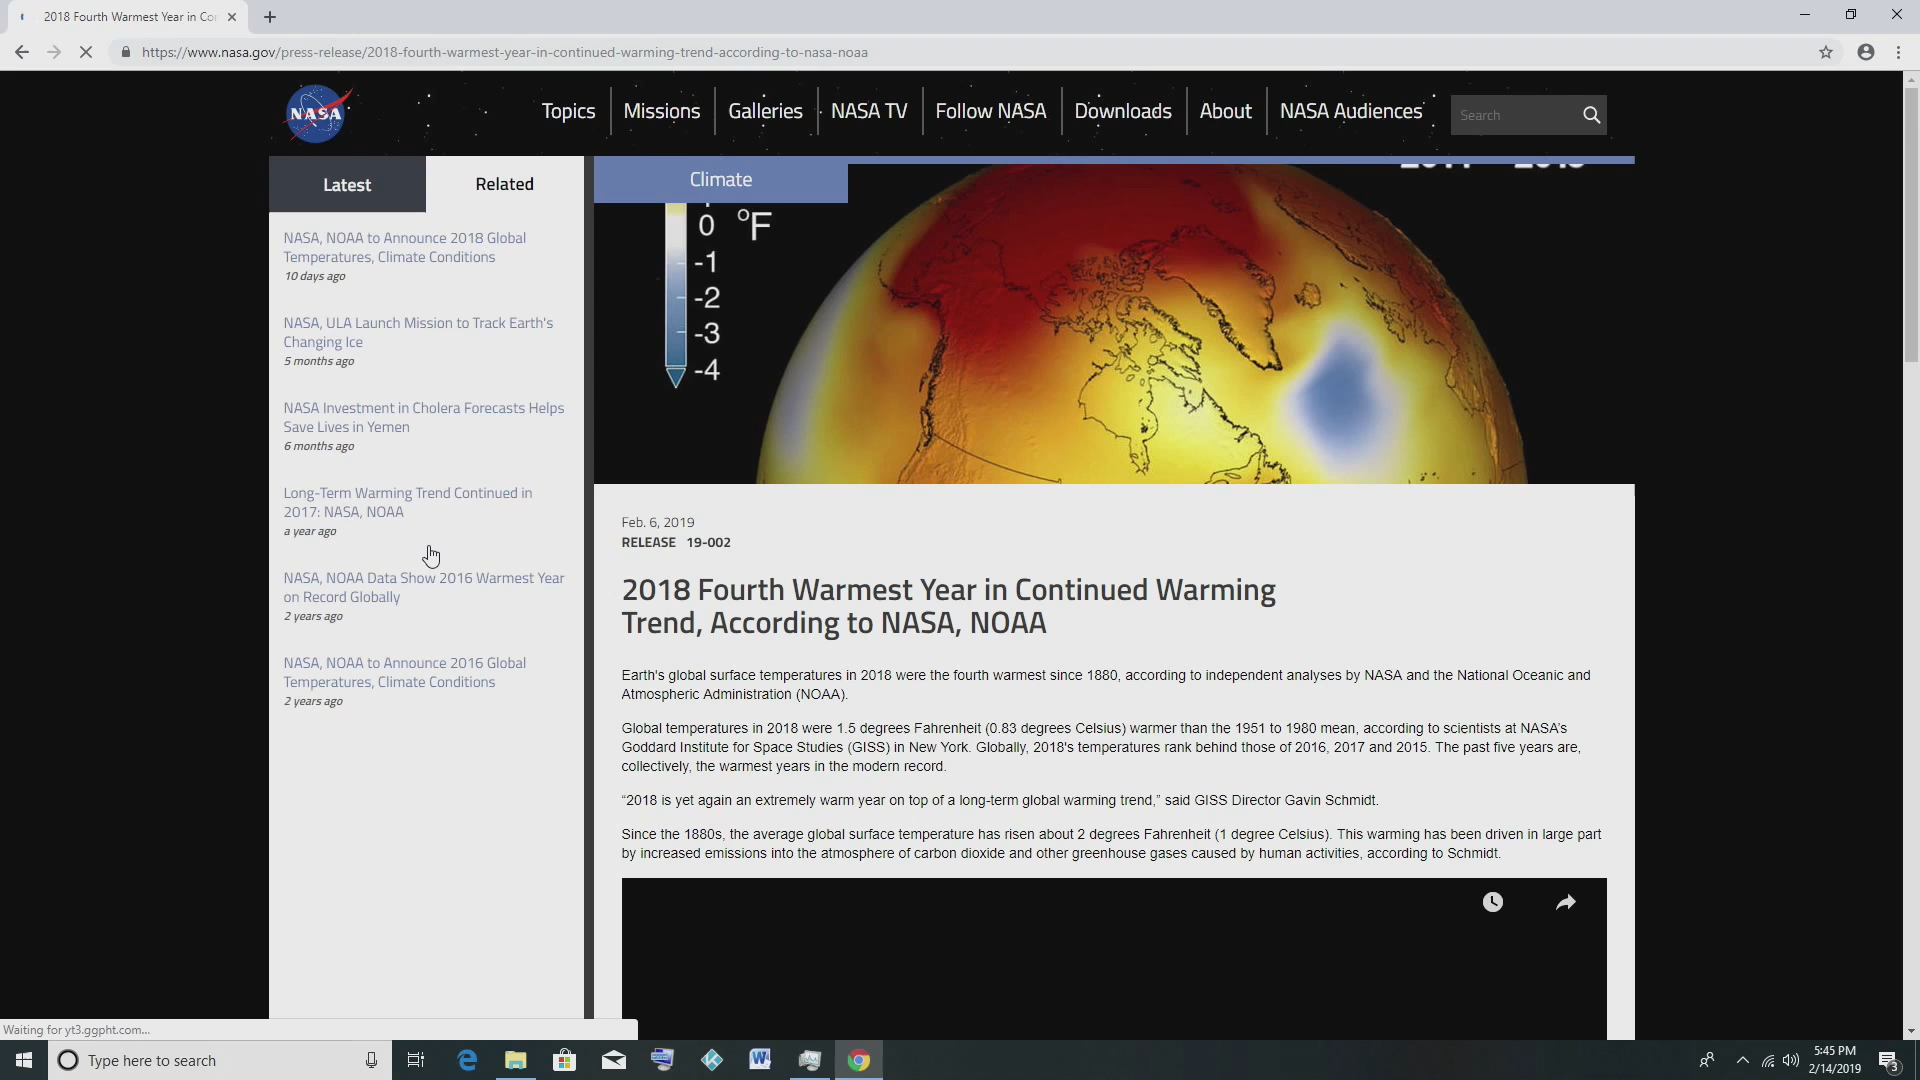 2018 Fourth Warmest Year in Co
https://www.nasa.gov/press-release/2018-fourth-warmest-year-in-continued-warming-trend-according-to-nasa-noaa
NASA
Topics
Missions
Galleries
NASA TV
Follow NASA
Downloads
About
NASA Audiences
Search
Latest
Related
NASA, NOAA to Announce 2018 Global
Temperatures, Climate Conditions
10 days ago
NASA, ULA Launch Mission to Track Earth's
Changing Ice
5 months ago
NASA Investment in Cholera Forecasts Helps
Save Lives in Yemen
6 months ago
Long-Term Warming Trend Continued in
2017: NASA, NOAA
a year ago
NASA, NOAA Data Show 2016 Warmest Year
on Record Globally
2 years ago
NASA, NOAA to Announce 2016 Global
Temperatures, Climate Conditions
2 years ago
Climate
0 °F
-1
-2
-3
-4
Feb. 6, 2019
RELEASE 19-002
2018 Fourth Warmest Year in Continued Warming
Trend, According to NASA, NOAA
Earth's global surface temperatures in 2018 were the fourth warmest since 1880, according to independent analyses by NASA and the National Oceanic and
Atmospheric Administration (NOAA).
Global temperatures in 2018 were 1.5 degrees Fahrenheit (0.83 degrees Celsius) warmer than the 1951 to 1980 mean, according to scientists at NASA’s
Goddard Institute for Space Studies (GISS) in New York. Globally, 2018's temperatures rank behind those of 2016, 2017 and 2015. The past five years are,
collectively, the warmest years in the modern record.
“2018 is yet again an extremely warm year on top of a long-term global warming trend,” said GISS Director Gavin Schmidt.
Since the 1880s, the average global surface temperature has risen about 2 degrees Fahrenheit (1 degree Celsius). This warming has been driven in large part
by increased emissions into the atmosphere of carbon dioxide and other greenhouse gases caused by human activities, according to Schmidt.
Waiting for yt3.ggpht.com...
Type here to search
5:45 PM
2/14/2019
3